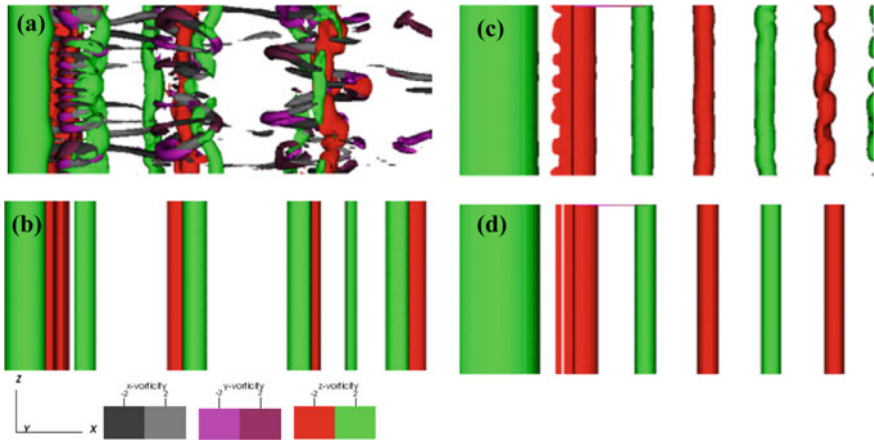 (a)
(c)
(b)
(d)
Z
Y X
x-vorticity
-2 2
y-vorticity
-2 2
z-vorticity
-2 2